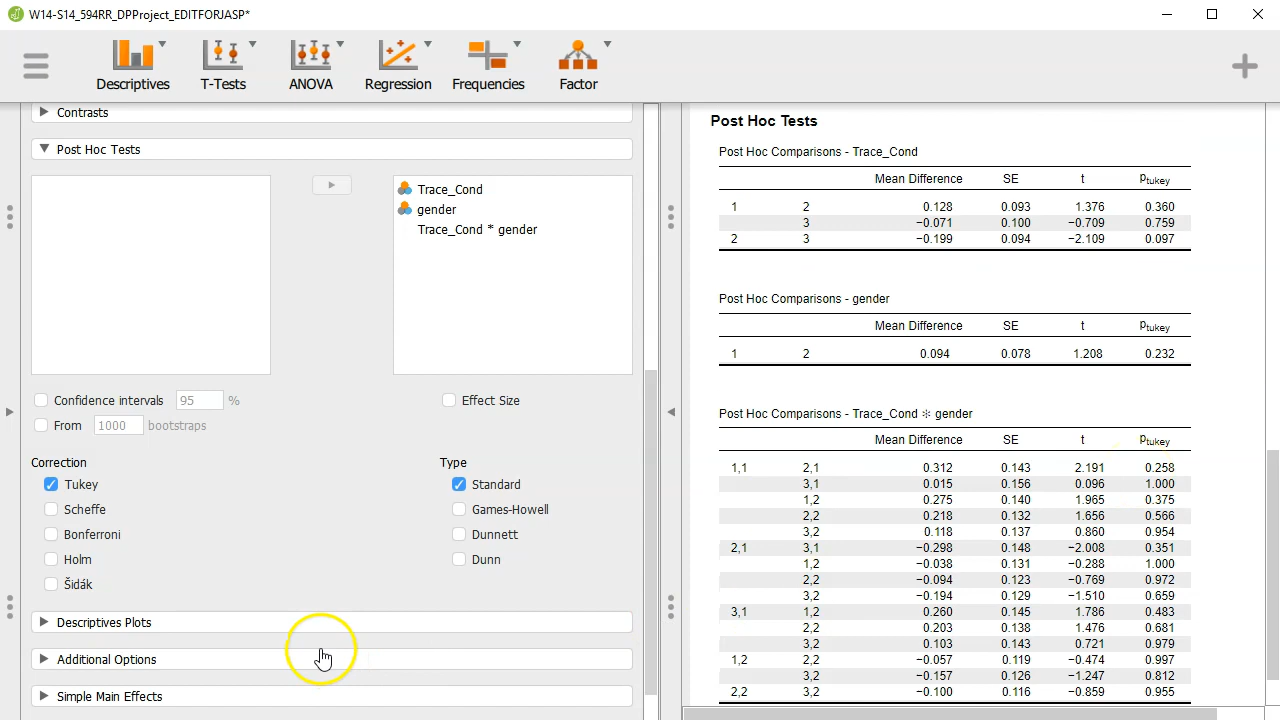 W14-S14_594RR_DPProject_EDITFORJASP*
Descriptives T-Tests ANOVA Regression Frequencies Factor
Contrasts
Post Hoc Tests
Trace_Cond
gender
Trace_Cond * gender
Confidence intervals 95 %
Effect Size
From 1000 bootstraps
Correction
Type
Tukey
Standard
Scheffe
Games-Howell
Bonferroni
Dunnett
Holm
Dunn
Šidák
Descriptives Plots
Additional Options
Simple Main Effects
Post Hoc Tests
Post Hoc Comparisons - Trace_Cond
Mean Difference SE t ptukey
1 2 0.128 0.093 1.376 0.360
3 −0.071 0.100 −0.709 0.759
2 3 −0.199 0.094 −2.109 0.097
Post Hoc Comparisons - gender
Mean Difference SE t ptukey
1 2 0.094 0.078 1.208 0.232
Post Hoc Comparisons - Trace_Cond ✻ gender
Mean Difference SE t ptukey
1,1 2,1 0.312 0.143 2.191 0.258
3,1 0.015 0.156 0.096 1.000
1,2 0.275 0.140 1.965 0.375
2,2 0.218 0.132 1.656 0.566
3,2 0.118 0.137 0.860 0.954
2,1 3,1 −0.298 0.148 −2.008 0.351
1,2 −0.038 0.131 −0.288 1.000
2,2 −0.094 0.123 −0.769 0.972
3,2 −0.194 0.129 −1.510 0.659
3,1 1,2 0.260 0.145 1.786 0.483
2,2 0.203 0.138 1.476 0.681
3,2 0.103 0.143 0.721 0.979
1,2 2,2 −0.057 0.119 −0.474 0.997
3,2 −0.157 0.126 −1.247 0.812
2,2 3,2 −0.100 0.116 −0.859 0.955